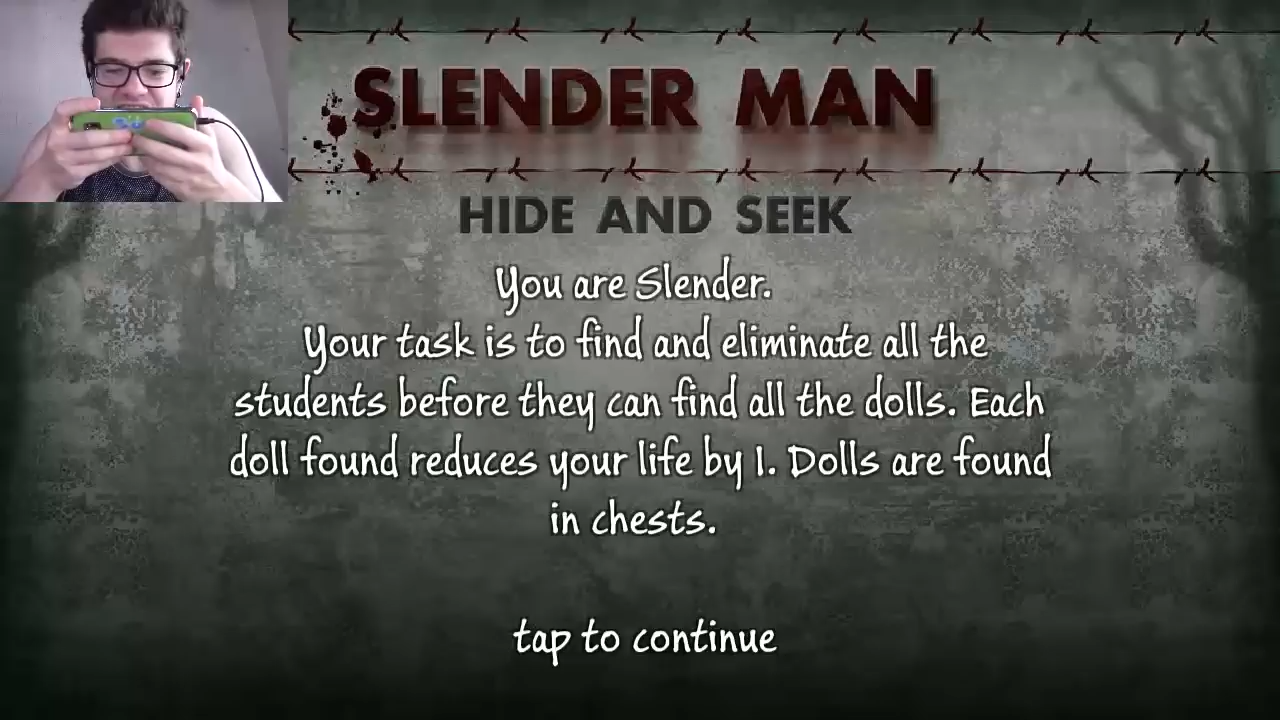 SLENDER MAN
HIDE AND SEEK
You are Slender.
Your task is to find and eliminate all the
students before they can find all the dolls. Each
doll found reduces your life by 1. Dolls are found
in chests.
tap to continue